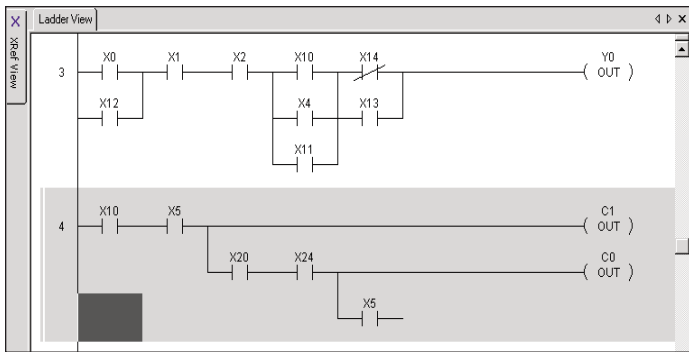 Ladder View
XRef View
X0 X1 X2 X10 X14 Y0
3 OUT
X12 X4 X13
X11
X10 X5 C1
4 OUT
X20 X24 C0
OUT
X5